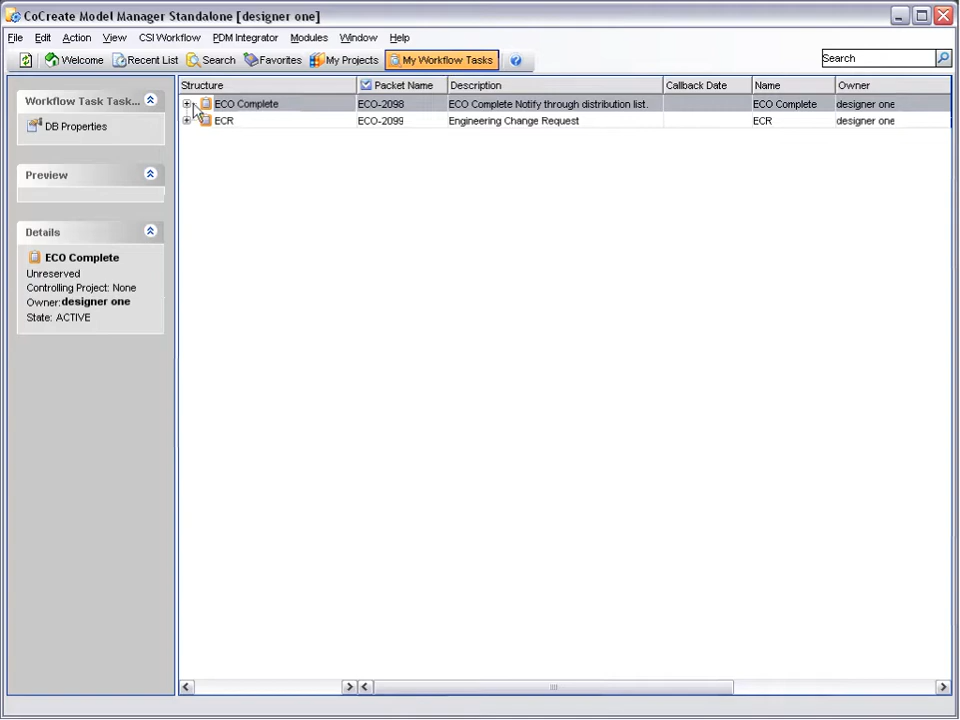 CoCreate Model Manager Standalone [designer one]
File Edit Action View CSI Workflow PDM Integrator Modules Window Help
Welcome Recent List Search Favorites My Projects My Workflow Tasks Search
Workflow Task Task...
DB Properties
Preview
Details
ECO Complete
Unreserved
Controlling Project: None
Owner: designer one
State: ACTIVE
Structure Packet Name Description Callback Date Name Owner
ECO Complete ECO-2098 ECO Complete Notify through distribution list. ECO Complete designer one
ECR ECO-2099 Engineering Change Request ECR designer one